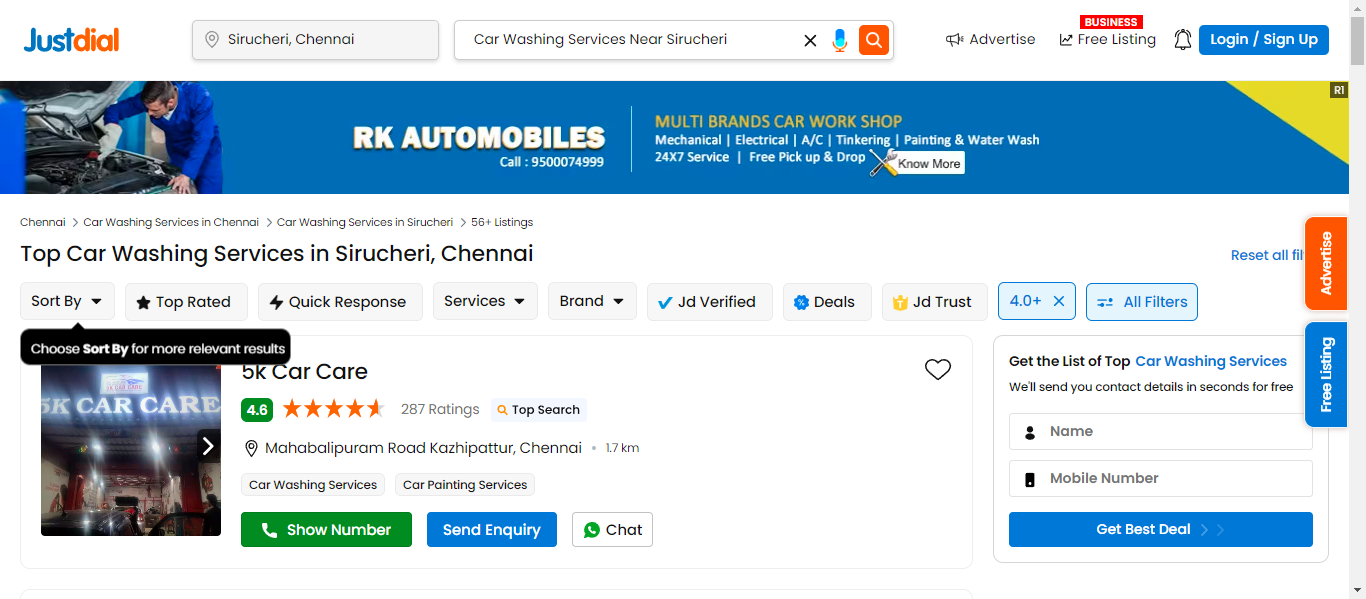 Justdial
Sirucheri, Chennai
Car Washing Services Near Sirucheri
Advertise
BUSINESS
Free Listing
Login / Sign Up
R1
RK AUTOMOBILES
Call : 9500074999
MULTI BRANDS CAR WORK SHOP
Mechanical | Electrical | A/C | Tinkering | Painting & Water Wash
24X7 Service | Free Pick up & Drop
Know More
Chennai > Car Washing Services in Chennai > Car Washing Services in Sirucheri > 56+ Listings
Top Car Washing Services in Sirucheri, Chennai
Reset all fil
Advertise
Sort By
Top Rated
Quick Response
Services
Brand
Jd Verified
Deals
Jd Trust
4.0+
All Filters
Choose Sort By for more relevant results
5K CAR CARE
5K CAR CARE
5k Car Care
4.6
287 Ratings
Top Search
Mahabalipuram Road Kazhipattur, Chennai • 1.7 km
Car Washing Services
Car Painting Services
Show Number
Send Enquiry
Chat
Get the List of Top Car Washing Services
We'll send you contact details in seconds for free
Free Listing
Name
Mobile Number
Get Best Deal